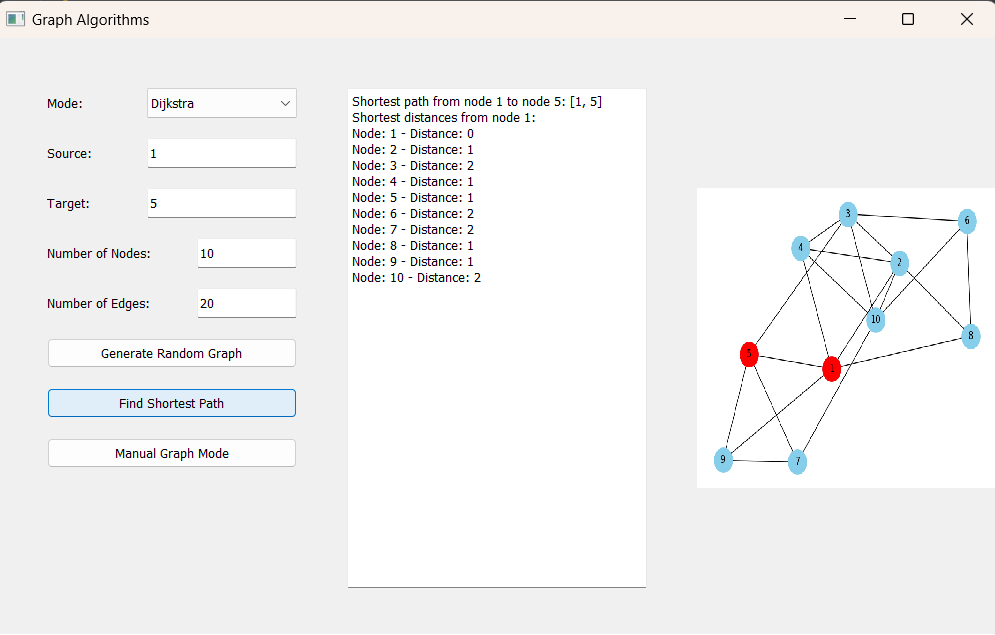 Graph Algorithms
Mode:
Dijkstra
Source:
1
Target:
5
Number of Nodes:
10
Number of Edges:
20
Generate Random Graph
Find Shortest Path
Manual Graph Mode
Shortest path from node 1 to node 5: [1, 5]
Shortest distances from node 1:
Node: 1 - Distance: 0
Node: 2 - Distance: 1
Node: 3 - Distance: 2
Node: 4 - Distance: 1
Node: 5 - Distance: 1
Node: 6 - Distance: 2
Node: 7 - Distance: 2
Node: 8 - Distance: 1
Node: 9 - Distance: 1
Node: 10 - Distance: 2
3
6
4
2
10
8
5
1
9
7